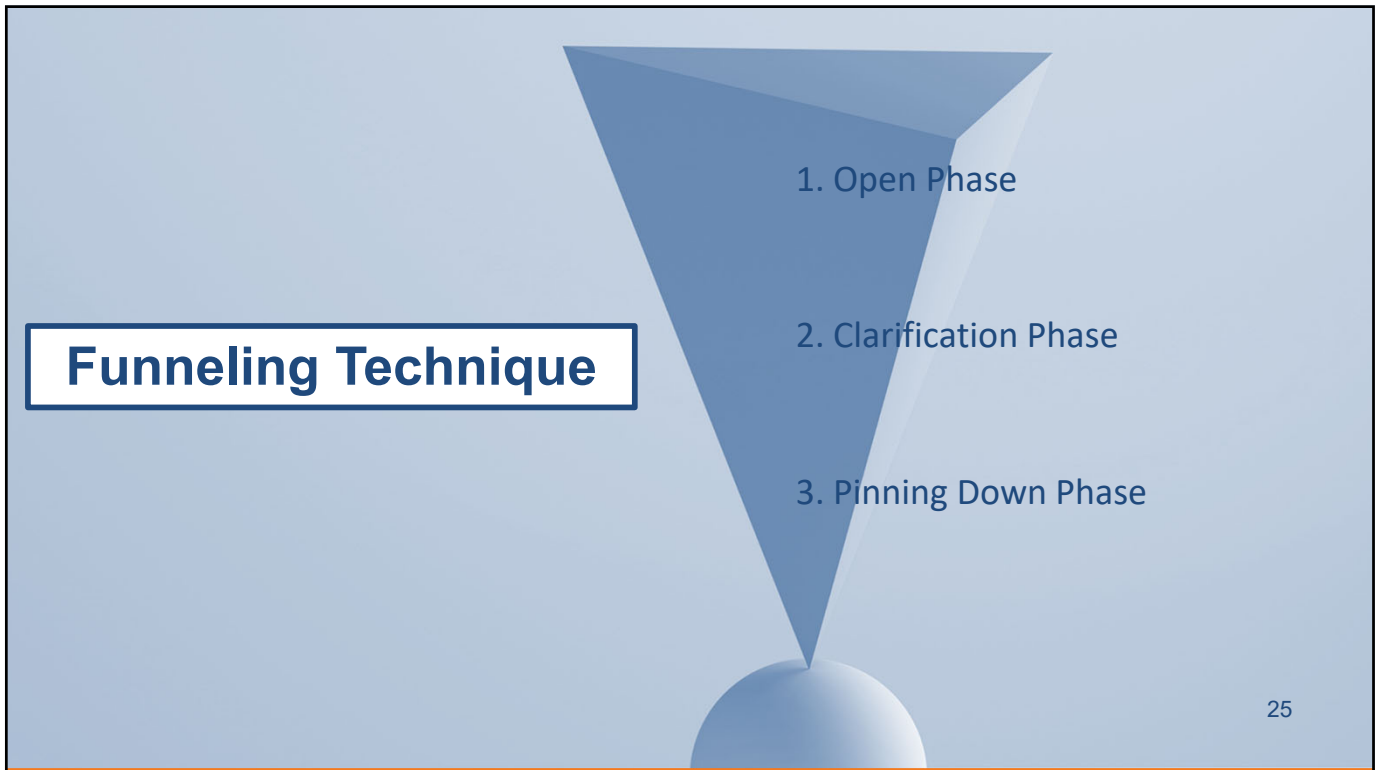 Funneling Technique
1. Open Phase
2. Clarification Phase
3. Pinning Down Phase
25